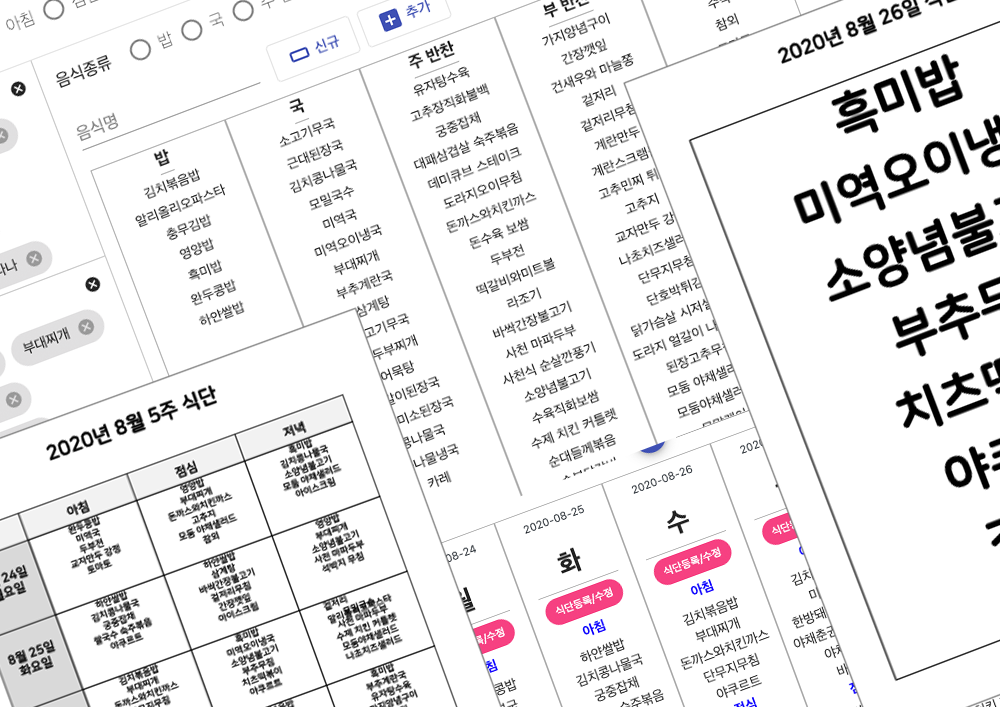 아침
음식종류
밥
국
신규
추가
음식명
부대찌개
밥
김치볶음밥
알리올리오파스타
충무김밥
영양밥
흑미밥
완두콩밥
하얀쌀밥
국
소고기무국
근대된장국
김치콩나물국
모밀국수
미역국
미역오이냉국
부대찌개
부추계란국
삼계탕
고기무국
두부찌개
어묵탕
미소된장국
콩나물국
나물냉국
카레
주 반찬
유자탕수육
고추장직화불백
궁중잡채
대패삼겹살 숙주볶음
데미큐브 스테이크
도라지오이무침
돈까스와치킨까스
돈수육 보쌈
두부전
떡갈비와미트볼
라조기
바싹간장불고기
사천 마파두부
사천식 순살깐풍기
소양념불고기
수육직화보쌈
수제 치킨 커틀렛
순대들깨볶음
부 반찬
가지양념구이
간장깻잎
건새우와 마늘쫑
겉저리
겉저리무침
계란만두
계란스크램
고추민찌 튀
고추지
교자만두 강
나초치즈샐러
단무지무침
단호박튀김
닭가슴살 시저샐
도라지 얼갈이 나
된장고추무
모둠 야채샐러
모둠야채샐러
참외
2020년 8월 26일 식단
흑미밥
미역오이냉
소양념불
부추
치즈떡
야쿠
2020년 8월 5주 식단
아침
점심
저녁
24일
요일
완두콩밥
미역국
두부전
교자만두 강정
토마토
영양밥
부대찌개
돈까스와치킨까스
고추지
모둠 야채샐러드
참외
흑미밥
김치콩나물국
소양념불고기
모둠 야채샐러드
아이스크림
8월 25일
화요일
하얀쌀밥
김치콩나물국
궁중잡채
쌀국수 숙주볶음
야쿠르트
하얀쌀밥
삼계탕
바싹간장불고기
겉저리무침
간장깻잎
아이스크림
영양밥
부대찌개
소양념불고기
사천 마파두부
석박지 무침
김치볶음밥
부대찌개
돈까스와치킨까스
단무지무침
흑미밥
미역오이냉국
소양념불고기
부추무침
치즈떡볶이
야쿠르트
겉저리
사천 마파두부
수제 치킨 커틀렛
모둠야채샐러드
나초치즈샐러드
흑미밥
부추계란국
유자탕수육
가지양념구이
08-24
콩밥
2020-08-25
화
식단등록/수정
아침
하얀쌀밥
김치콩나물국
궁중잡채
숙주볶음
2020-08-26
수
식단등록/수정
아침
김치볶음밥
부대찌개
돈까스와치킨까스
단무지무침
야쿠르트
점심
식단